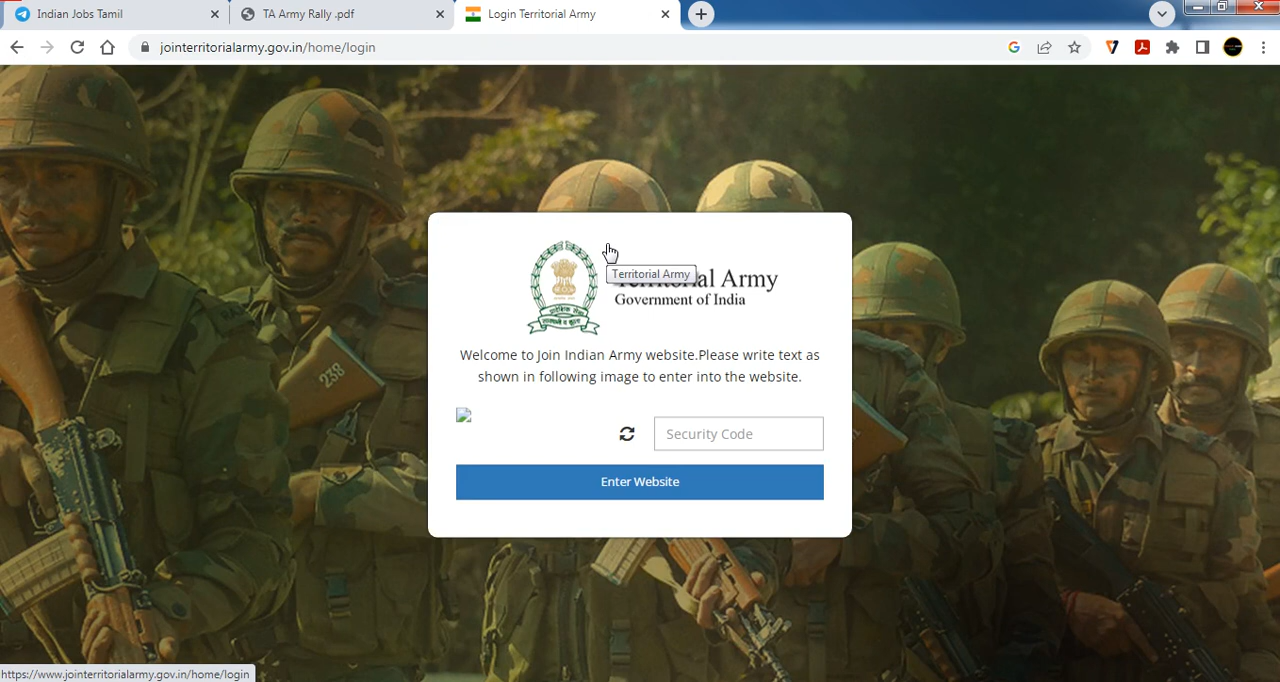 Indian Jobs Tamil
TA Army Rally .pdf
Login Territorial Army
jointerritorialarmy.gov.in/home/login
238
Territorial Army
Army
Government of India
Welcome to Join Indian Army website.Please write text as
shown in following image to enter into the website.
Security Code
Enter Website
https://www.jointerritorialarmy.gov.in/home/login